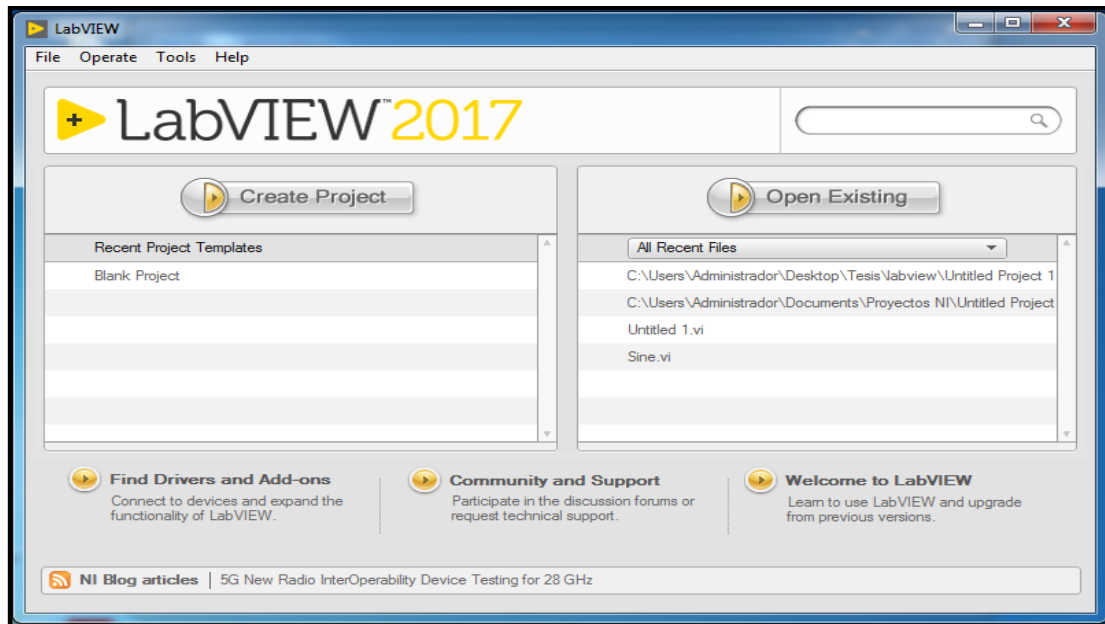 LabVIEW
File Operate Tools Help
LabVIEW™ 2017
Create Project
Recent Project Templates
Blank Project
Open Existing
All Recent Files
C:\Users\Administrador\Desktop\Tesis\labview\Untitled Project 1
C:\Users\Administrador\Documents\Proyectos NI\Untitled Project
Untitled 1.vi
Sine.vi
Find Drivers and Add-ons
Connect to devices and expand the
functionality of LabVIEW.
Community and Support
Participate in the discussion forums or
request technical support.
Welcome to LabVIEW
Learn to use LabVIEW and upgrade
from previous versions.
NI Blog articles | 5G New Radio InterOperability Device Testing for 28 GHz